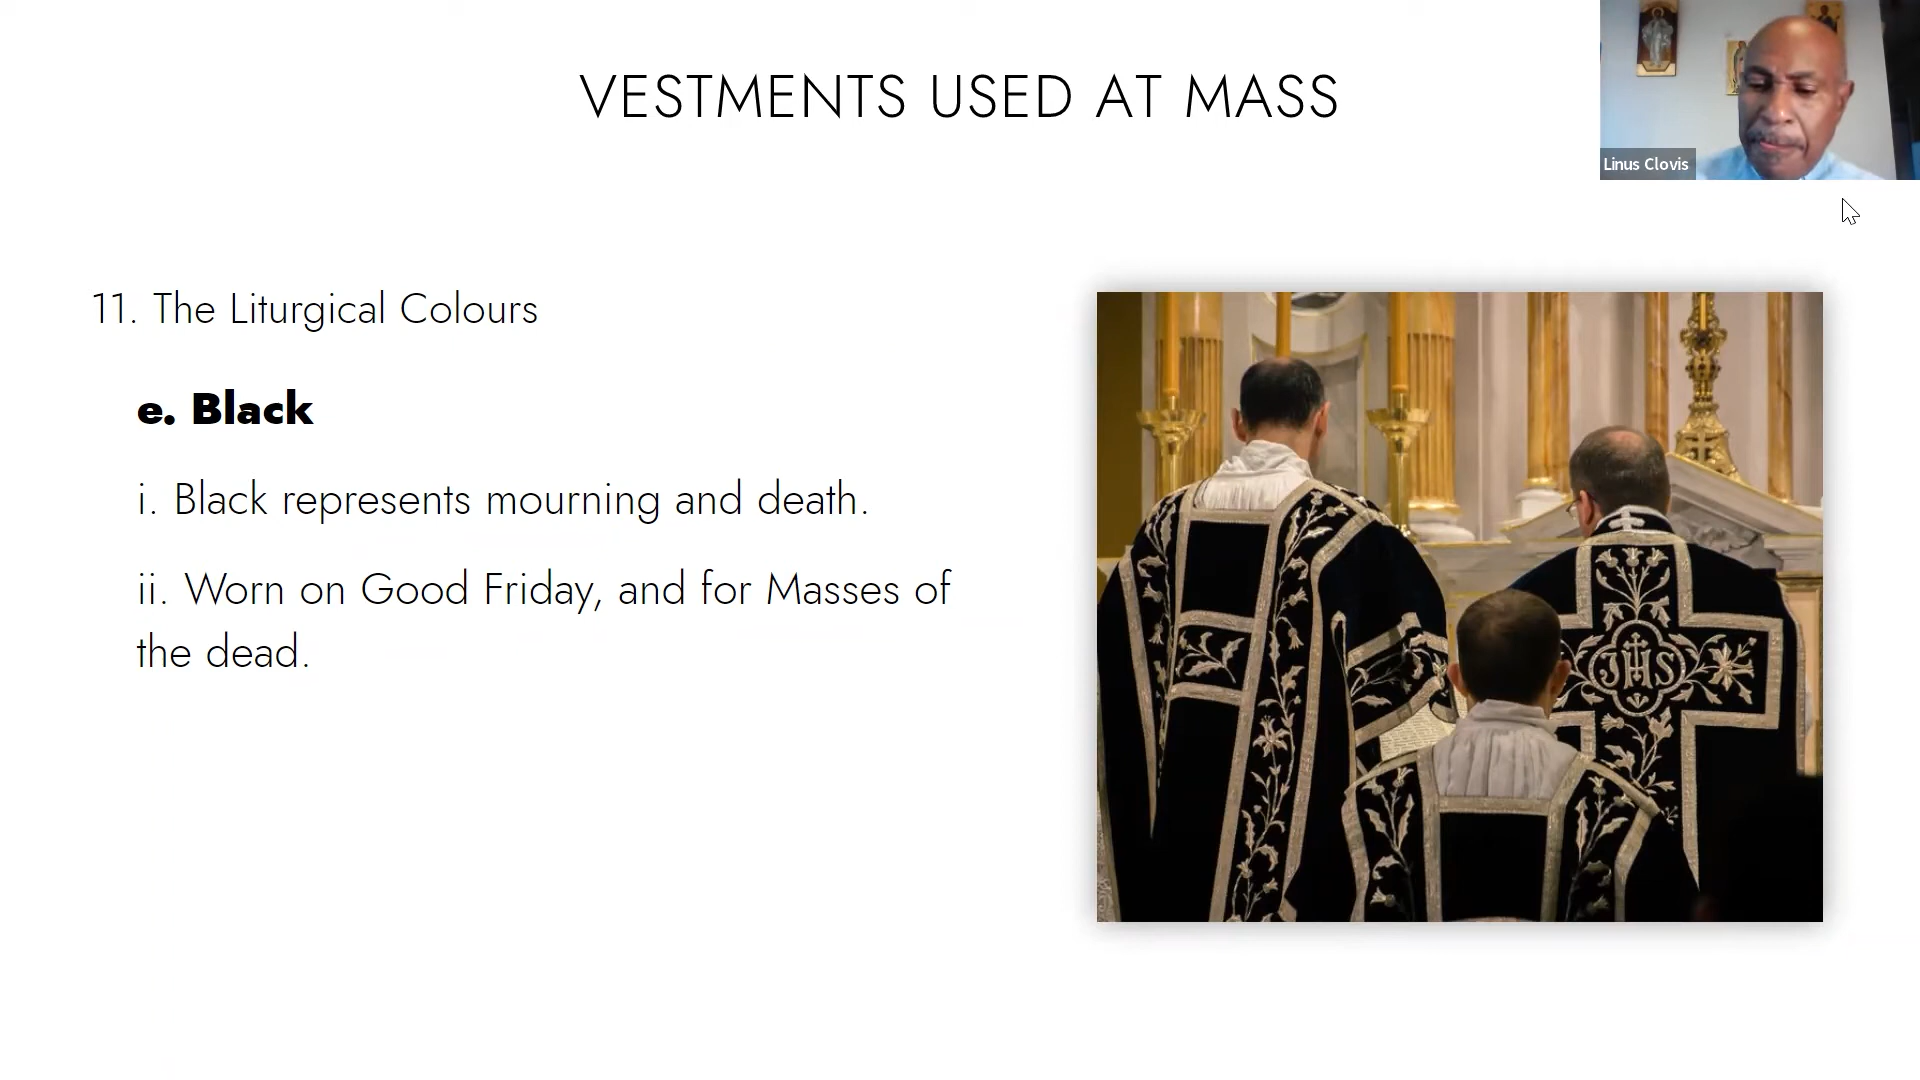 VESTMENTS USED AT MASS
Linus Clovis
11. The Liturgical Colours
e. Black
i. Black represents mourning and death.
ii. Worn on Good Friday, and for Masses of
the dead.
JHS